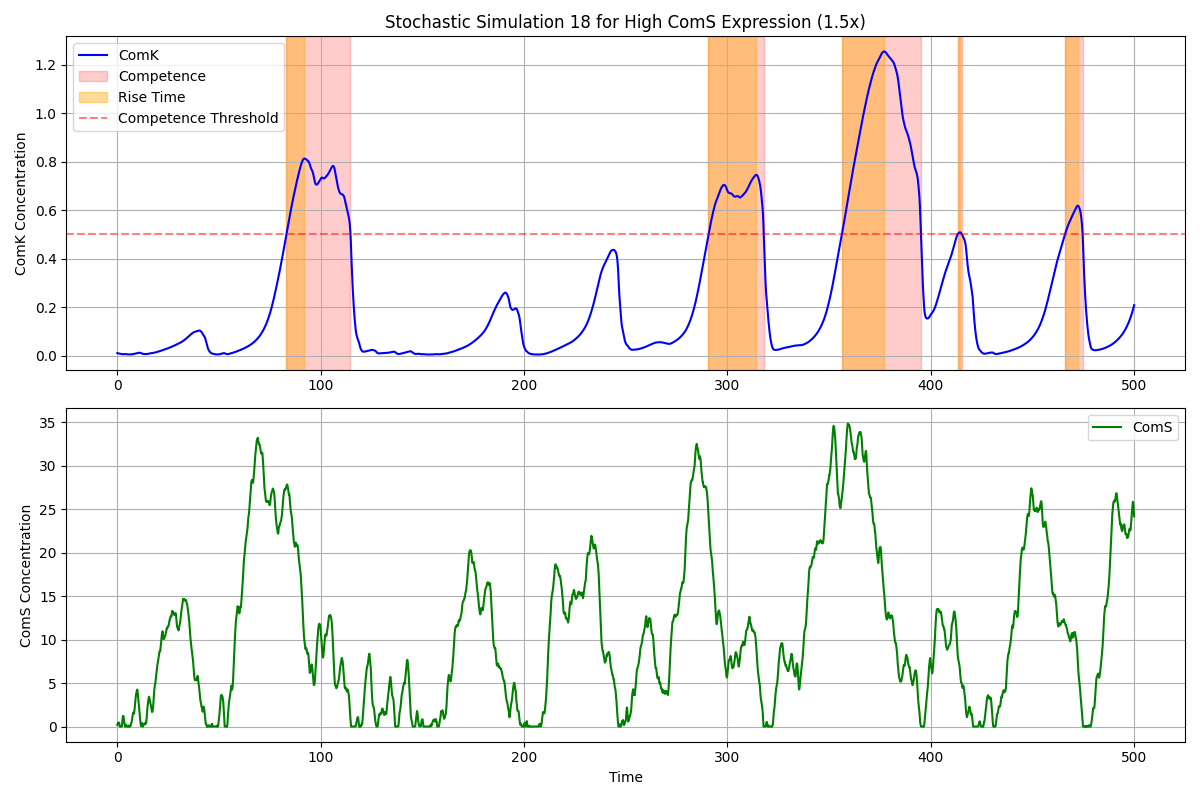 Stochastic Simulation 18 for High ComS Expression (1.5x)
ComK
Competence
Rise Time
Competence Threshold
ComK Concentration
1.2
1.0
0.8
0.6
0.4
0.2
0.0
0 100 200 300 400 500
ComS
ComS Concentration
35
30
25
20
15
10
5
0
0 100 200 300 400 500
Time